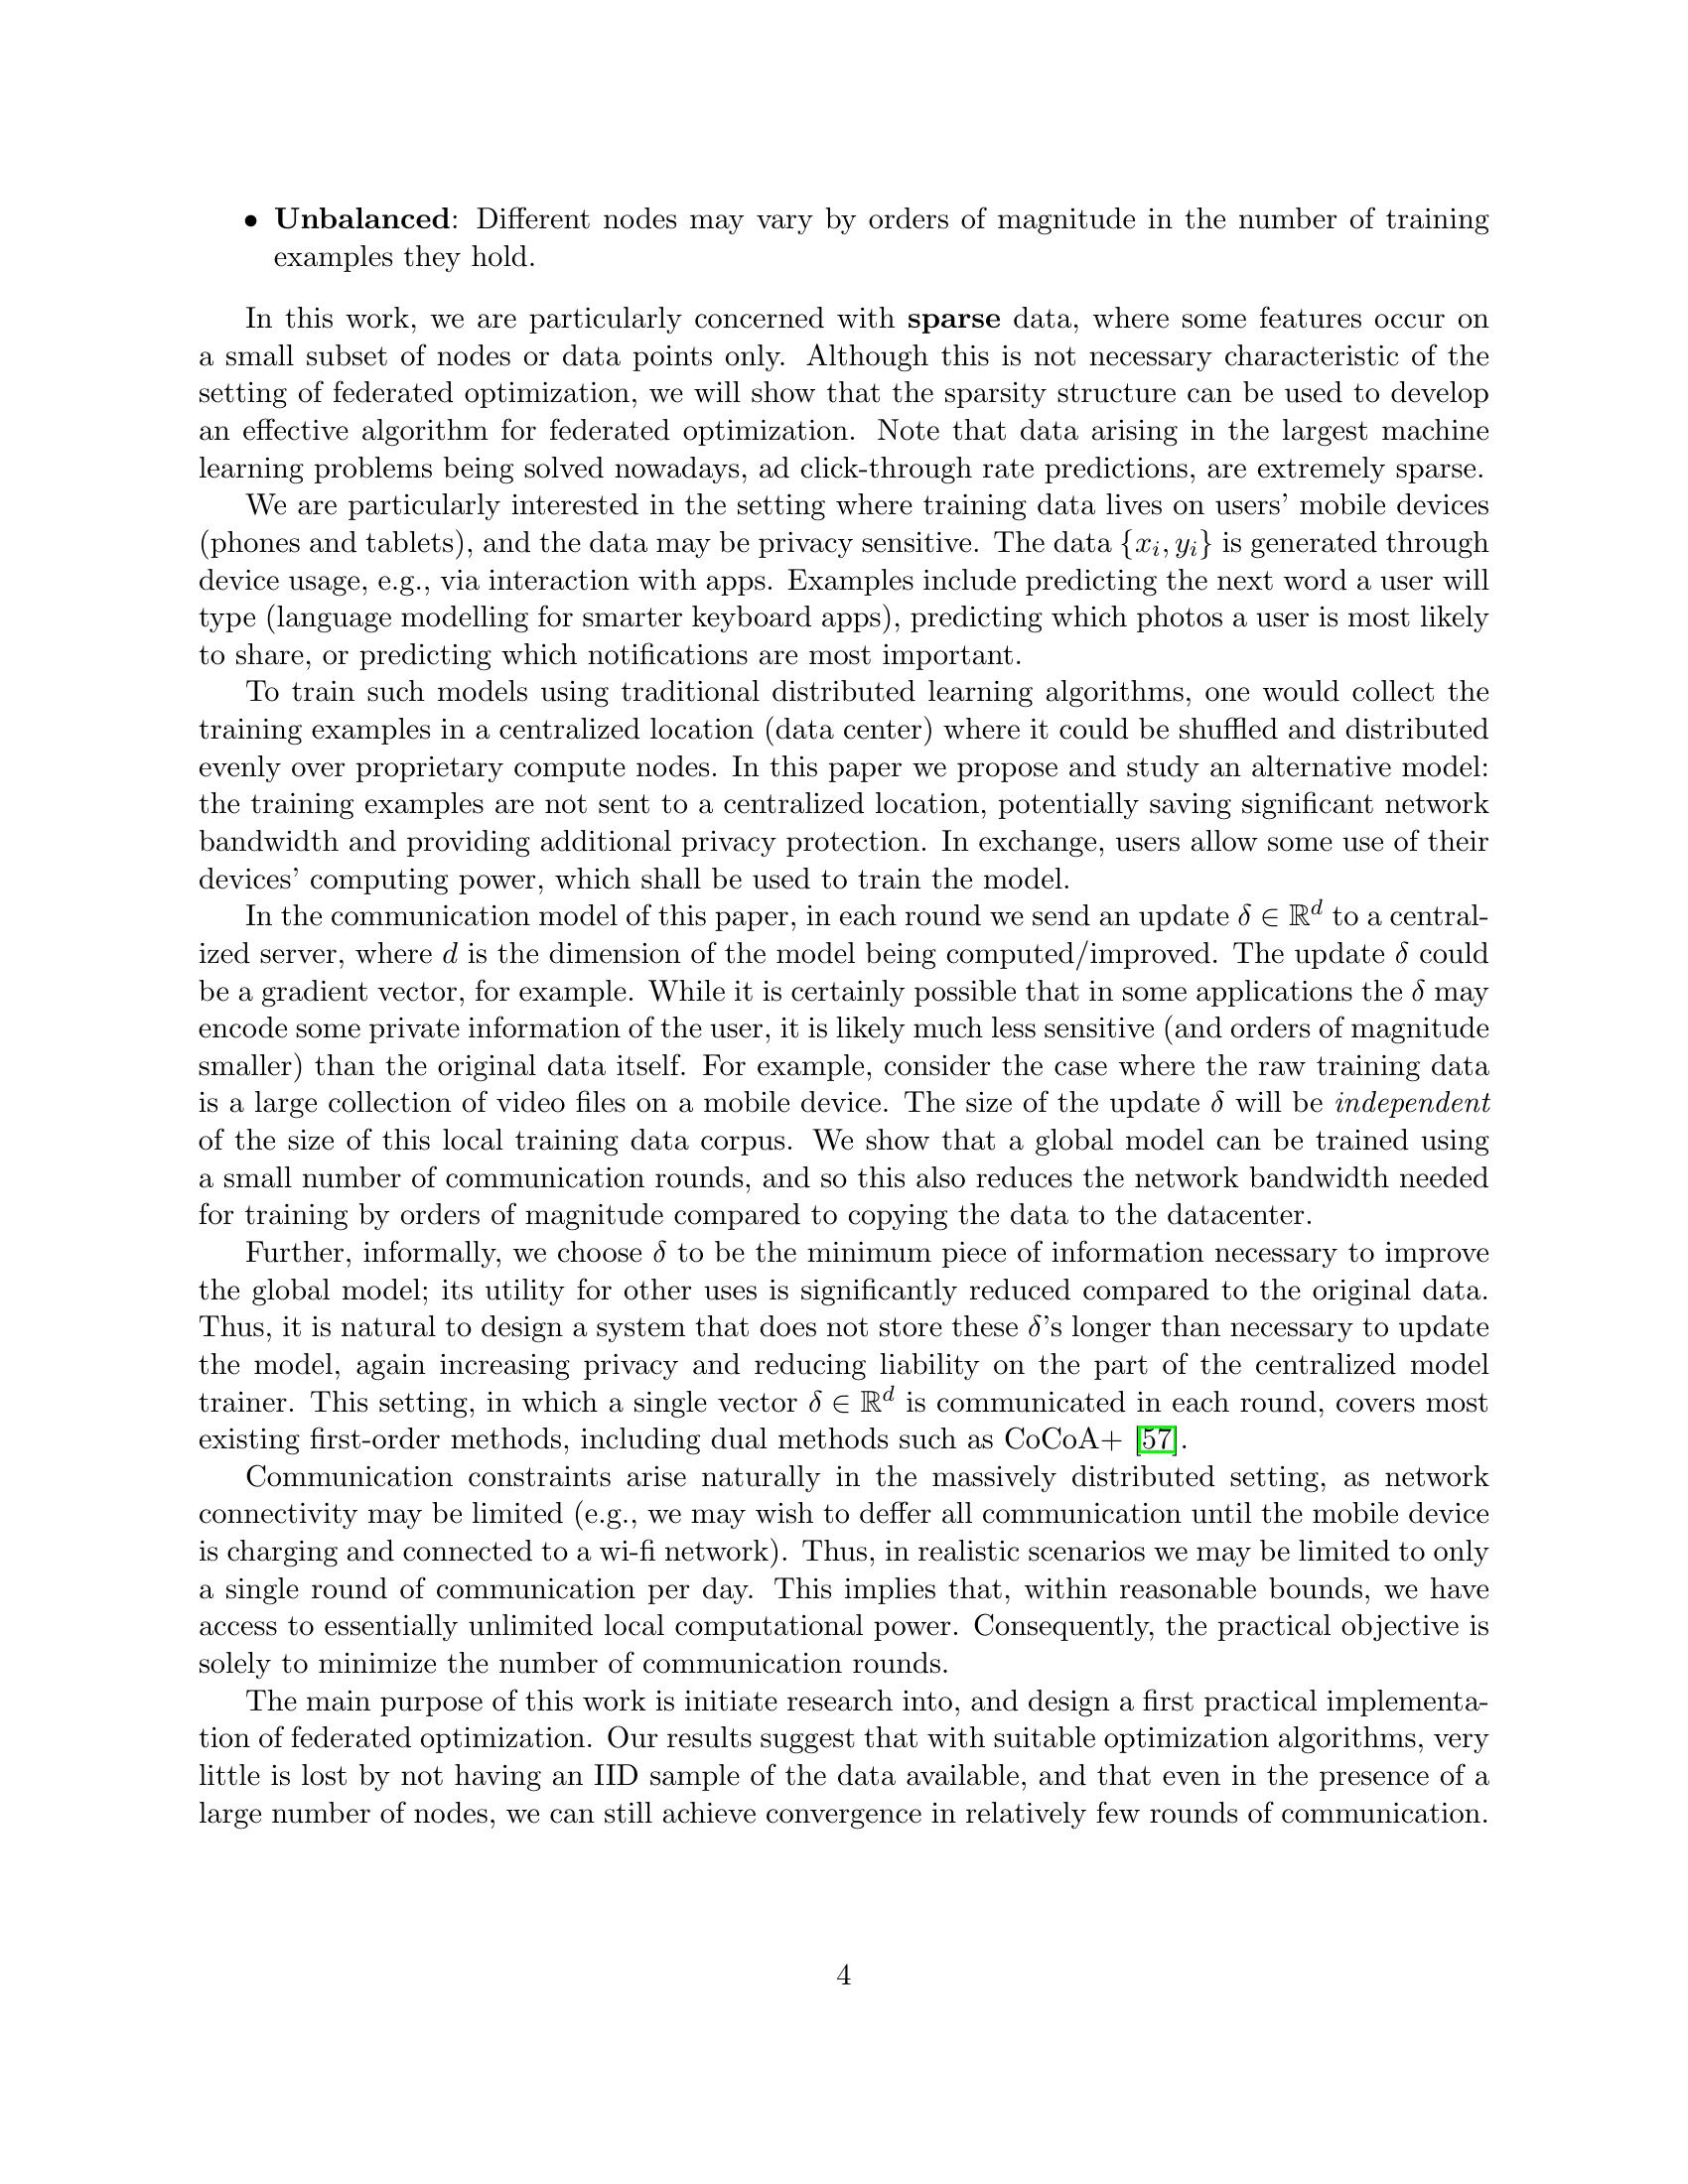 • Unbalanced: Different nodes may vary by orders of magnitude in the number of training
examples they hold.
In this work, we are particularly concerned with sparse data, where some features occur on
a small subset of nodes or data points only. Although this is not necessary characteristic of the
setting of federated optimization, we will show that the sparsity structure can be used to develop
an effective algorithm for federated optimization. Note that data arising in the largest machine
learning problems being solved nowadays, ad click-through rate predictions, are extremely sparse.
We are particularly interested in the setting where training data lives on users' mobile devices
(phones and tablets), and the data may be privacy sensitive. The data {xᵢ, yᵢ} is generated through
device usage, e.g., via interaction with apps. Examples include predicting the next word a user will
type (language modelling for smarter keyboard apps), predicting which photos a user is most likely
to share, or predicting which notifications are most important.
To train such models using traditional distributed learning algorithms, one would collect the
training examples in a centralized location (data center) where it could be shuffled and distributed
evenly over proprietary compute nodes. In this paper we propose and study an alternative model:
the training examples are not sent to a centralized location, potentially saving significant network
bandwidth and providing additional privacy protection. In exchange, users allow some use of their
devices' computing power, which shall be used to train the model.
In the communication model of this paper, in each round we send an update δ ∈ ℝᵈ to a central-
ized server, where d is the dimension of the model being computed/improved. The update δ could
be a gradient vector, for example. While it is certainly possible that in some applications the δ may
encode some private information of the user, it is likely much less sensitive (and orders of magnitude
smaller) than the original data itself. For example, consider the case where the raw training data
is a large collection of video files on a mobile device. The size of the update δ will be independent
of the size of this local training data corpus. We show that a global model can be trained using
a small number of communication rounds, and so this also reduces the network bandwidth needed
for training by orders of magnitude compared to copying the data to the datacenter.
Further, informally, we choose δ to be the minimum piece of information necessary to improve
the global model; its utility for other uses is significantly reduced compared to the original data.
Thus, it is natural to design a system that does not store these δ's longer than necessary to update
the model, again increasing privacy and reducing liability on the part of the centralized model
trainer. This setting, in which a single vector δ ∈ ℝᵈ is communicated in each round, covers most
existing first-order methods, including dual methods such as CoCoA+ [57].
Communication constraints arise naturally in the massively distributed setting, as network
connectivity may be limited (e.g., we may wish to deffer all communication until the mobile device
is charging and connected to a wi-fi network). Thus, in realistic scenarios we may be limited to only
a single round of communication per day. This implies that, within reasonable bounds, we have
access to essentially unlimited local computational power. Consequently, the practical objective is
solely to minimize the number of communication rounds.
The main purpose of this work is initiate research into, and design a first practical implementa-
tion of federated optimization. Our results suggest that with suitable optimization algorithms, very
little is lost by not having an IID sample of the data available, and that even in the presence of a
large number of nodes, we can still achieve convergence in relatively few rounds of communication.
4